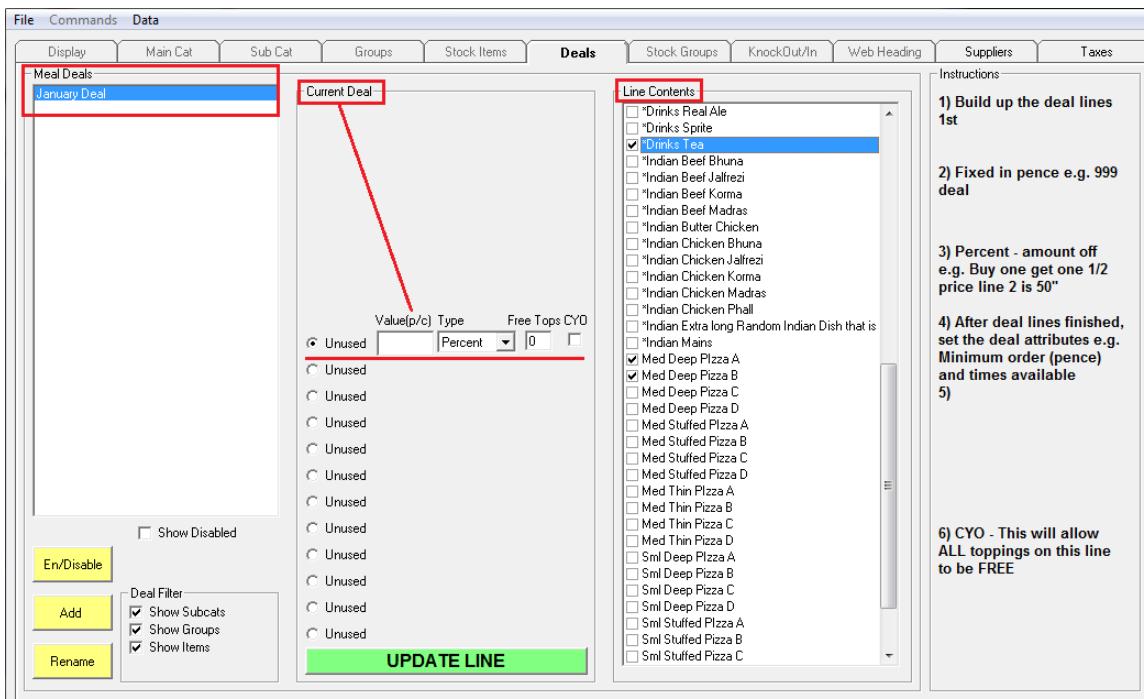 File Commands Data
Display Main Cat Sub Cat Groups Stock Items Deals Stock Groups KnockOut/In Web Heading Suppliers Taxes
Meal Deals
January Deal
Show Disabled
En/Disable
Add
Rename
Deal Filter
Show Subcats
Show Groups
Show Items
Current Deal
Value(p/c) Type Free Tops CYO
Unused Percent 0
Unused
Unused
Unused
Unused
Unused
Unused
Unused
Unused
Unused
Unused
Unused
UPDATE LINE
Line Contents
*Drinks Real Ale
*Drinks Sprite
*Drinks Tea
*Indian Beef Bhuna
*Indian Beef Jalfrezi
*Indian Beef Korma
*Indian Beef Madras
*Indian Butter Chicken
*Indian Chicken Bhuna
*Indian Chicken Jalfrezi
*Indian Chicken Korma
*Indian Chicken Madras
*Indian Chicken Phall
*Indian Extra long Random Indian Dish that is
*Indian Mains
Med Deep PIzza A
Med Deep Pizza B
Med Deep Pizza C
Med Deep Pizza D
Med Stuffed PIzza A
Med Stuffed Pizza B
Med Stuffed Pizza C
Med Stuffed Pizza D
Med Thin PIzza A
Med Thin Pizza B
Med Thin Pizza C
Med Thin Pizza D
Sml Deep PIzza A
Sml Deep Pizza B
Sml Deep Pizza C
Sml Deep Pizza D
Sml Stuffed PIzza A
Sml Stuffed Pizza B
Sml Stuffed Pizza C
Instructions
1) Build up the deal lines
1st
2) Fixed in pence e.g. 999
deal
3) Percent - amount off
e.g. Buy one get one 1/2
price line 2 is 50"
4) After deal lines finished,
set the deal attributes e.g.
Minimum order (pence)
and times available
5)
6) CYO - This will allow
ALL toppings on this line
to be FREE